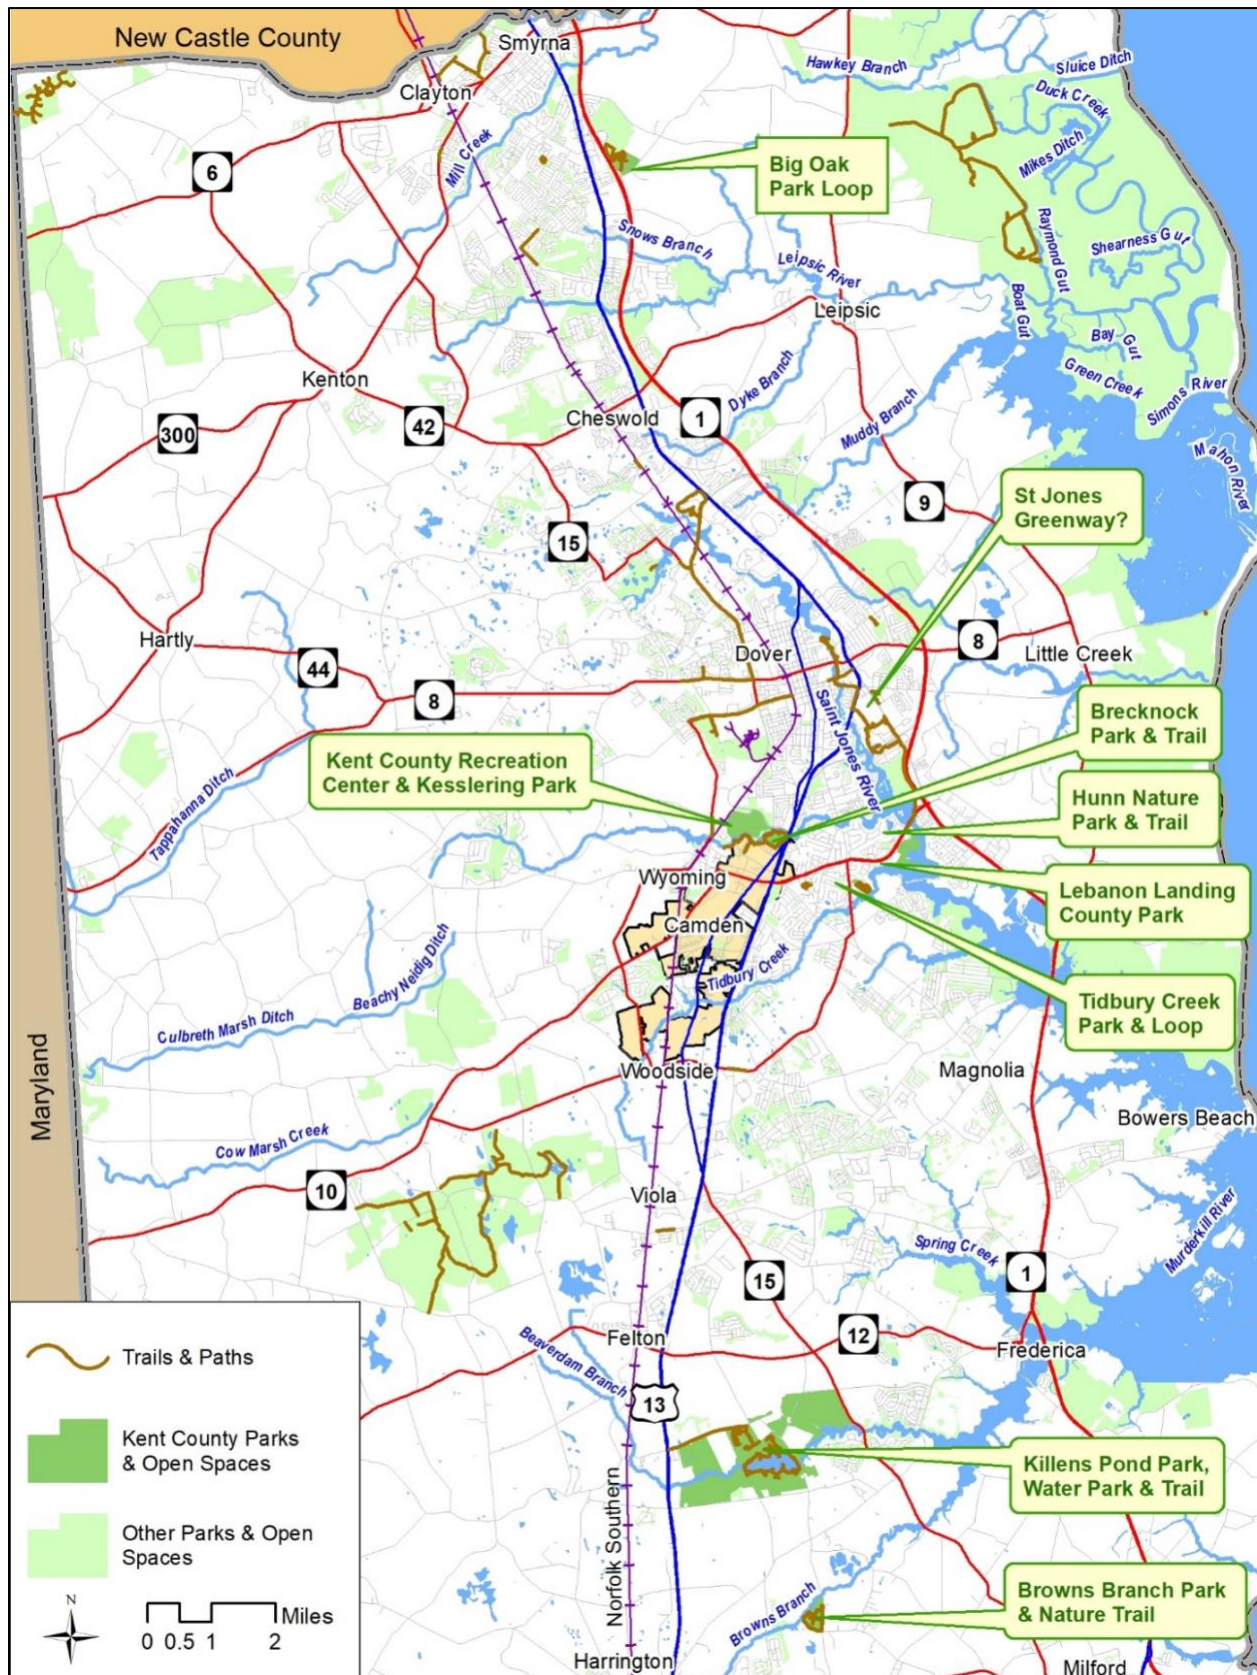 New Castle County
Smyrna
Hawkey Branch
Sluice Ditch
Clayton
Duck Creek
Mill Creek
Mikes Ditch
6
Big Oak
Park Loop
Raymond Gut
Shearness Gut
Snows Branch
Leipsic River
Boat Gut
Leipsic
Bay Gut
Green Creek
Simons River
Kenton
Dyke Branch
300
42
Cheswold
1
Muddy Branch
Mahon River
9
St Jones
Greenway?
15
Hartly
8
Dover
Little Creek
44
8
Saint Jones River
Brecknock
Park & Trail
Kent County Recreation
Center & Kesslering Park
Hunn Nature
Park & Trail
Tappahanna Ditch
Wyoming
Lebanon Landing
County Park
Camden
Beachy Neidig Ditch
Tidbury Creek
Tidbury Creek
Park & Loop
Culbreth Marsh Ditch
Maryland
Woodside
Magnolia
Bowers Beach
Cow Marsh Creek
10
Viola
Murderkill River
Spring Creek
15
1
Felton
12
Frederica
Beaverdam Branch
13
Trails & Paths
Kent County Parks
& Open Spaces
Other Parks & Open
Spaces
Killens Pond Park,
Water Park & Trail
Norfolk Southern
Browns Branch Park
& Nature Trail
Browns Branch
N
Miles
0 0.5 1 2
Harrington
Milford